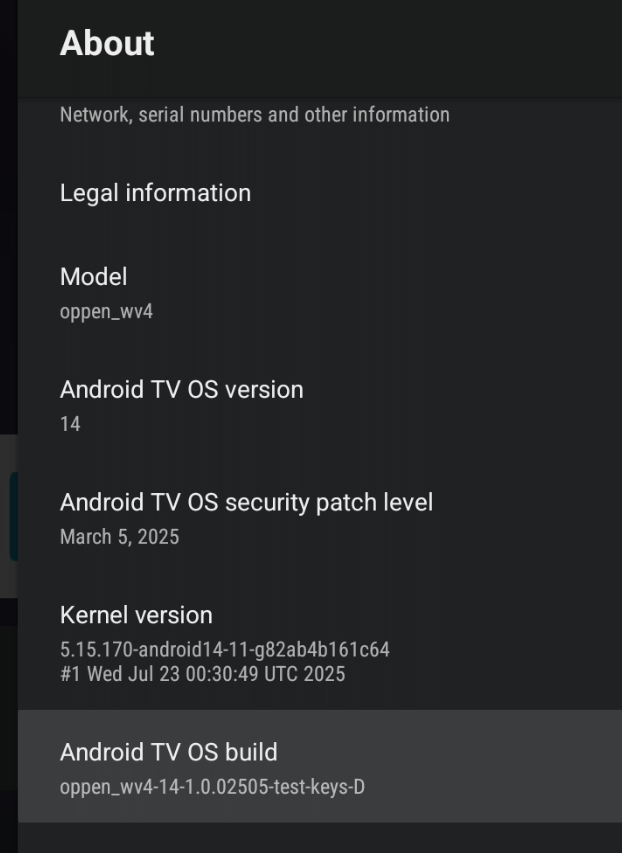 About
Network, serial numbers and other information
Legal information
Model
oppen_wv4
Android TV OS version
14
Android TV OS security patch level
March 5, 2025
Kernel version
5.15.170-android14-11-g82ab4b161c64
#1 Wed Jul 23 00:30:49 UTC 2025
Android TV OS build
oppen_wv4-14-1.0.02505-test-keys-D